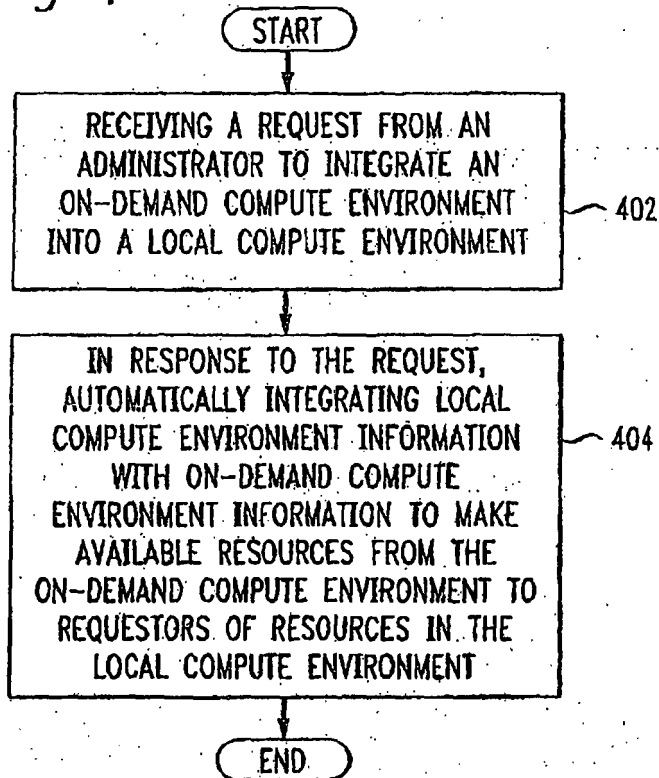 START
RECEIVING A REQUEST FROM AN
ADMINISTRATOR TO INTEGRATE AN
ON-DEMAND COMPUTE ENVIRONMENT
INTO A LOCAL COMPUTE ENVIRONMENT
402
IN RESPONSE TO THE REQUEST,
AUTOMATICALLY INTEGRATING LOCAL
COMPUTE ENVIRONMENT INFORMATION
WITH ON-DEMAND COMPUTE
ENVIRONMENT INFORMATION TO MAKE
AVAILABLE RESOURCES FROM THE
ON-DEMAND COMPUTE ENVIRONMENT TO
REQUESTORS OF RESOURCES IN THE
LOCAL COMPUTE ENVIRONMENT
404
END